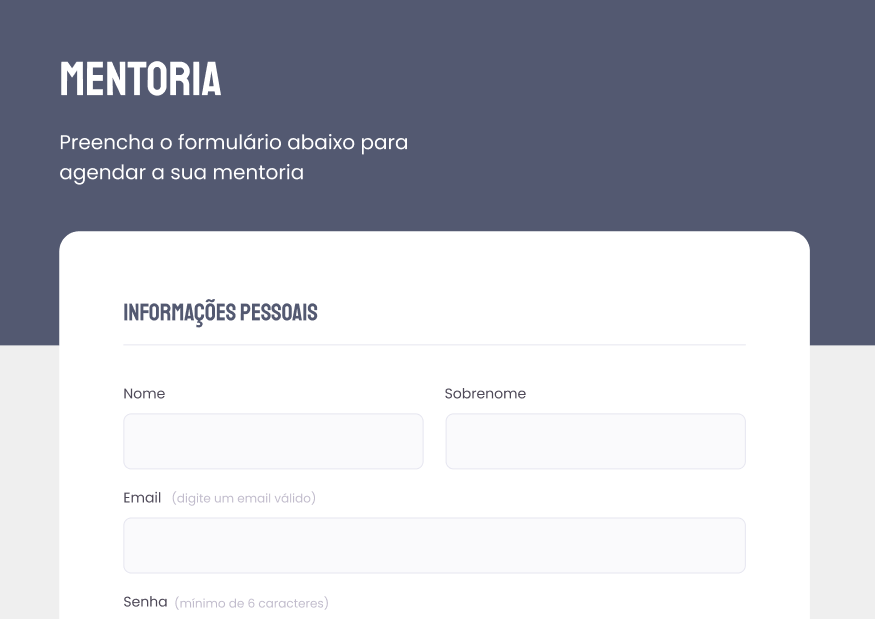 MENTORIA
Preencha o formulário abaixo para
agendar a sua mentoria
INFORMAÇÕES PESSOAIS
Nome Sobrenome
Email (digite um email válido)
Senha (mínimo de 6 caracteres)